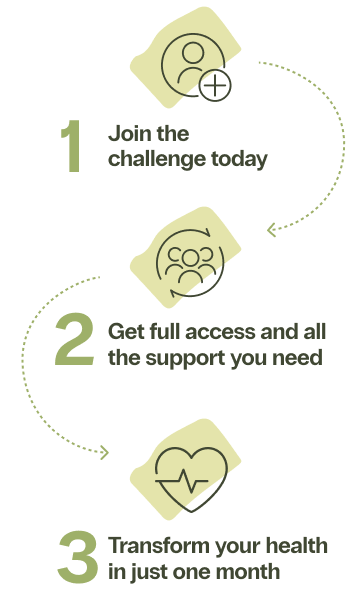 1
Join the
challenge today
2
Get full access and all
the support you need
3
Transform your health
in just one month